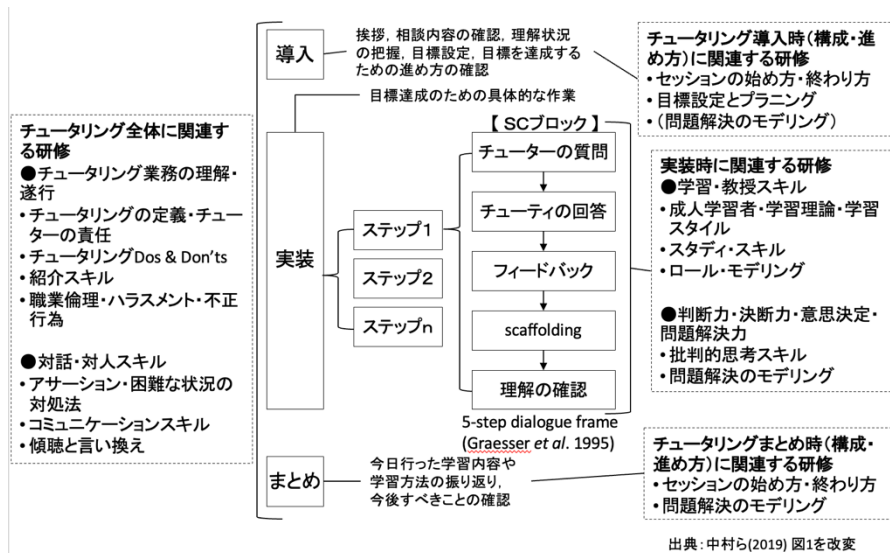 導入
挨拶, 相談内容の確認, 理解状況
の把握, 目標設定, 目標を達成する
ための進め方の確認
チュータリング導入時(構成・進
め方)に関連する研修
• セッションの始め方・終わり方
• 目標設定とプラニング
• (問題解決のモデリング)
目標達成のための具体的な作業
チュータリング全体に関連す
る研修
●チュータリング業務の理解・
遂行
• チュータリングの定義・チュー
ターの責任
• チュータリングDos & Don'ts
• 紹介スキル
• 職業倫理・ハラスメント・不正
行為
●対話・対人スキル
• アサーション・困難な状況の
対処法
• コミュニケーションスキル
• 傾聴と言い換え
実装
ステップ1
ステップ2
ステップn
【 SCブロック 】
チューターの質問
チューティの回答
フィードバック
scaffolding
理解の確認
5-step dialogue frame
(Graesser et al. 1995)
実装時に関連する研修
●学習・教授スキル
• 成人学習者・学習理論・学習
スタイル
• スタディ・スキル
• ロール・モデリング
●判断力・決断力・意思決定・
問題解決力
• 批判的思考スキル
• 問題解決のモデリング
まとめ
今日行った学習内容や
学習方法の振り返り,
今後すべきことの確認
チュータリングまとめ時(構成・
進め方)に関連する研修
• セッションの始め方・終わり方
• 問題解決のモデリング
出典: 中村ら(2019) 図1を改変